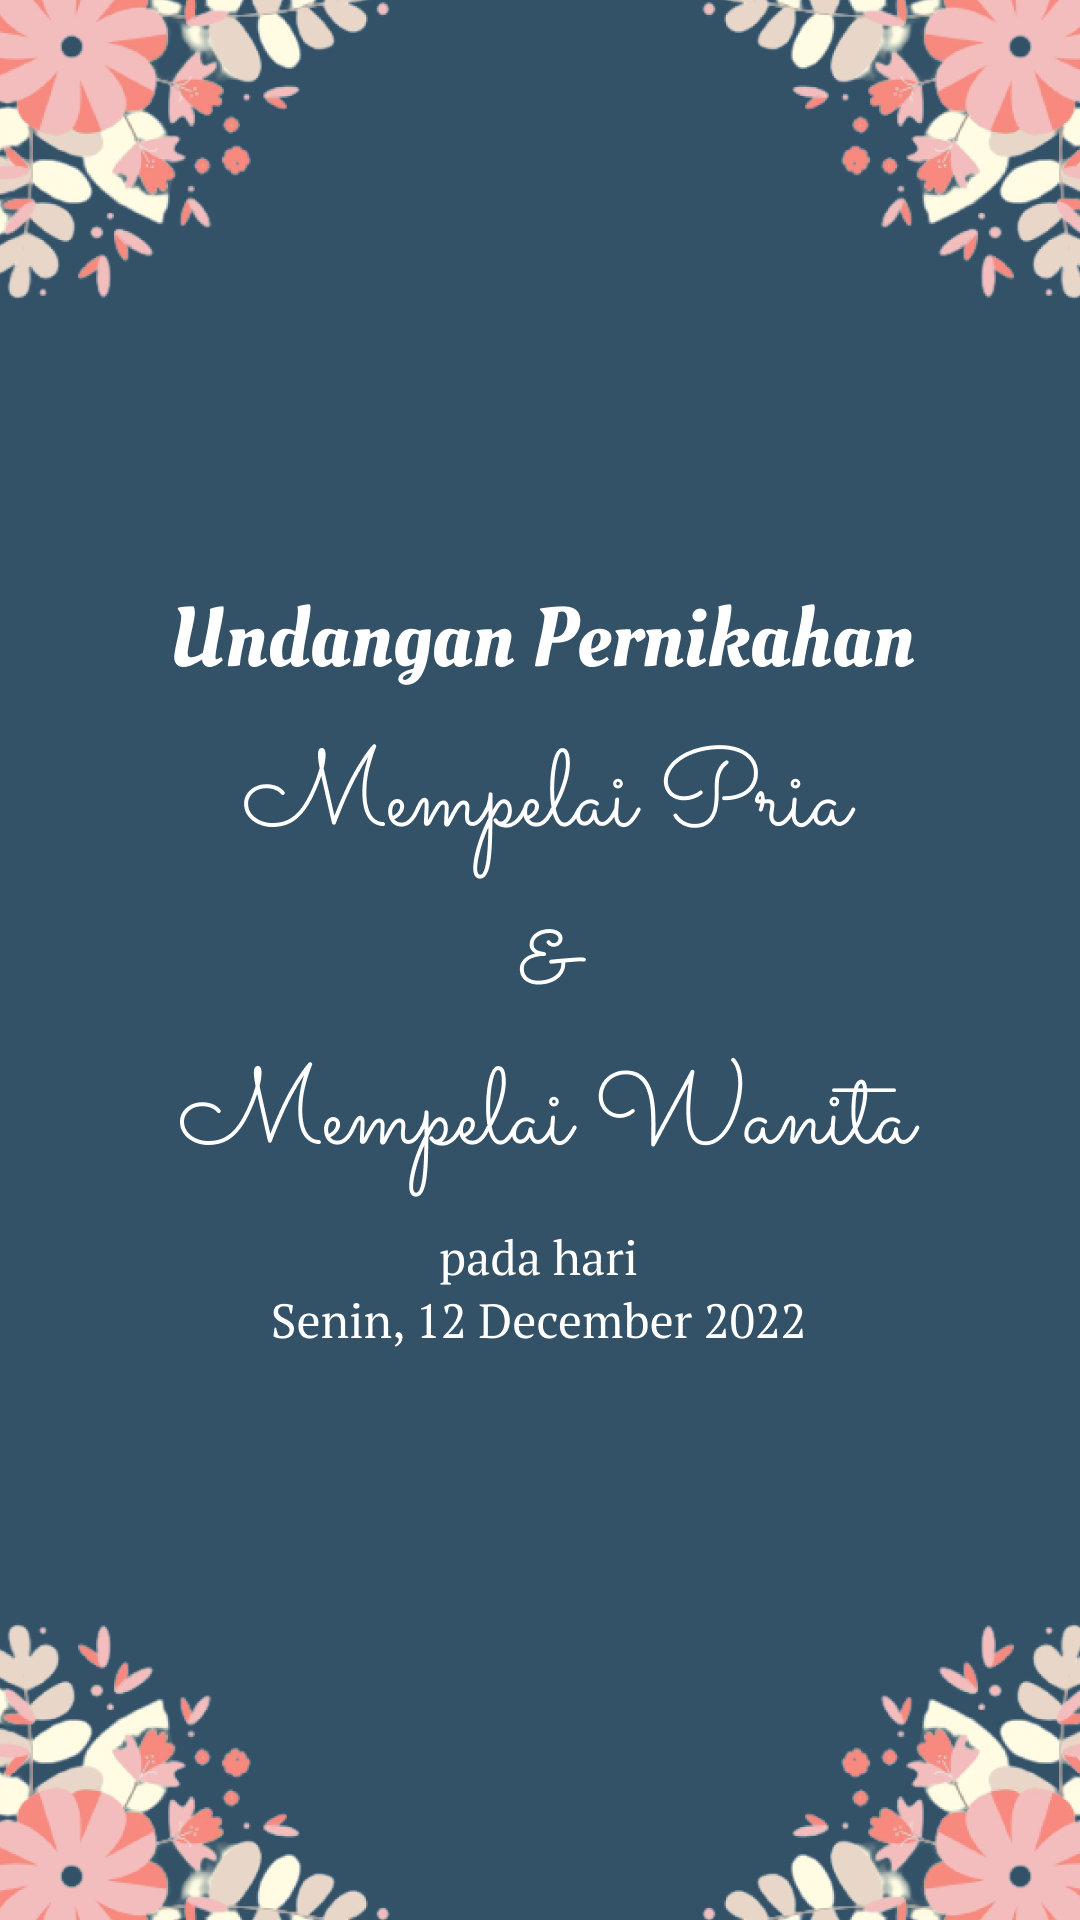 Undangan Pernikahan
Mempelai Pria
&
Mempelai Wanita
pada hari
Senin, 12 December 2022